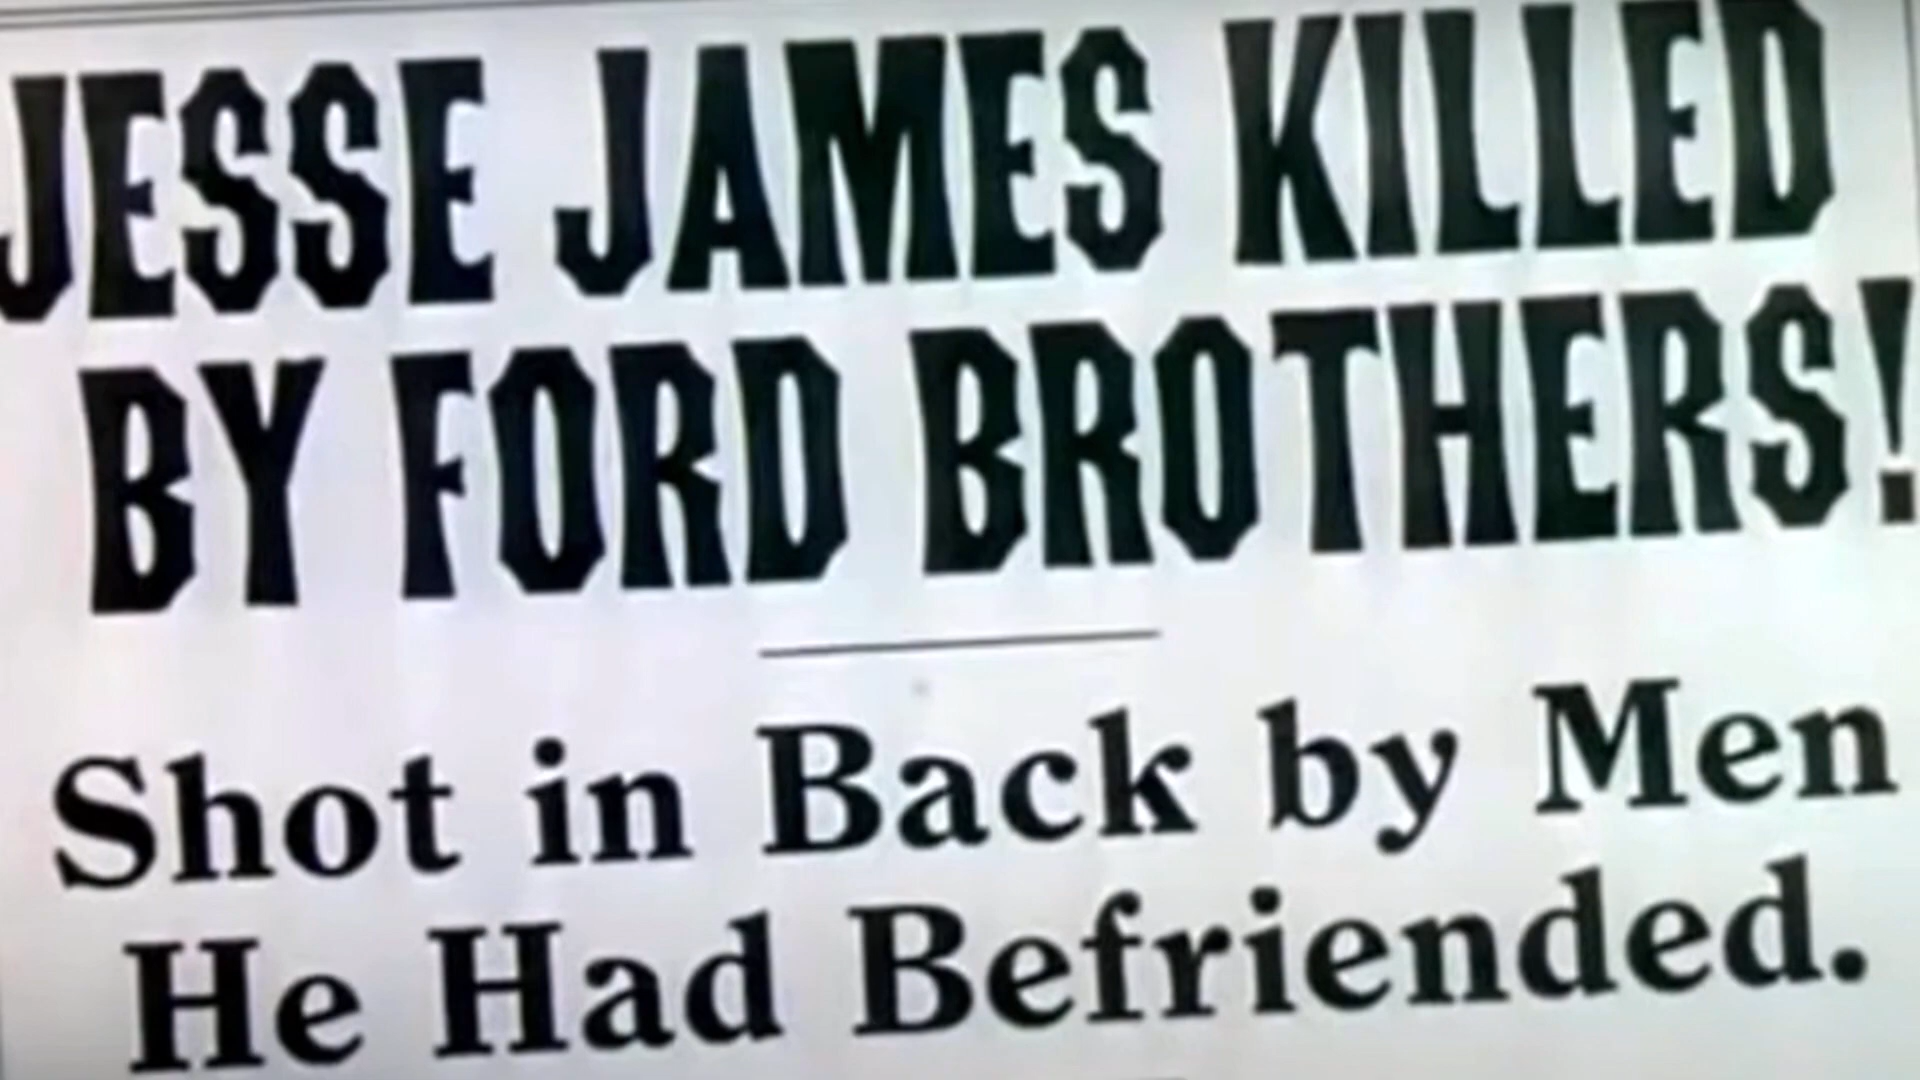 JESSE JAMES KILLED
BY FORD BROTHERS!
Shot in Back by Men
He Had Befriended.